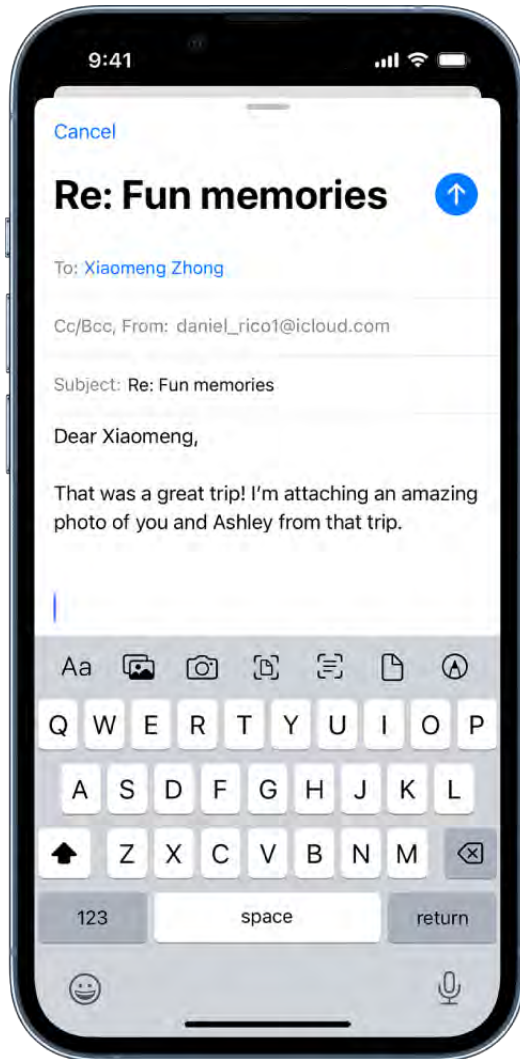 9:41
Cancel
Re: Fun memories
To: Xiaomeng Zhong
Cc/Bcc, From: daniel_rico1@icloud.com
Subject: Re: Fun memories
Dear Xiaomeng,
That was a great trip! I’m attaching an amazing
photo of you and Ashley from that trip.
Aa
Q W E R T Y U I O P
A S D F G H J K L
Z X C V B N M
123 space return